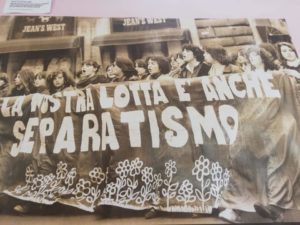 JEAN'S WEST
JEAN'S WEST
LA NOSTRA LOTTA E' ANCHE
SEPARATISMO